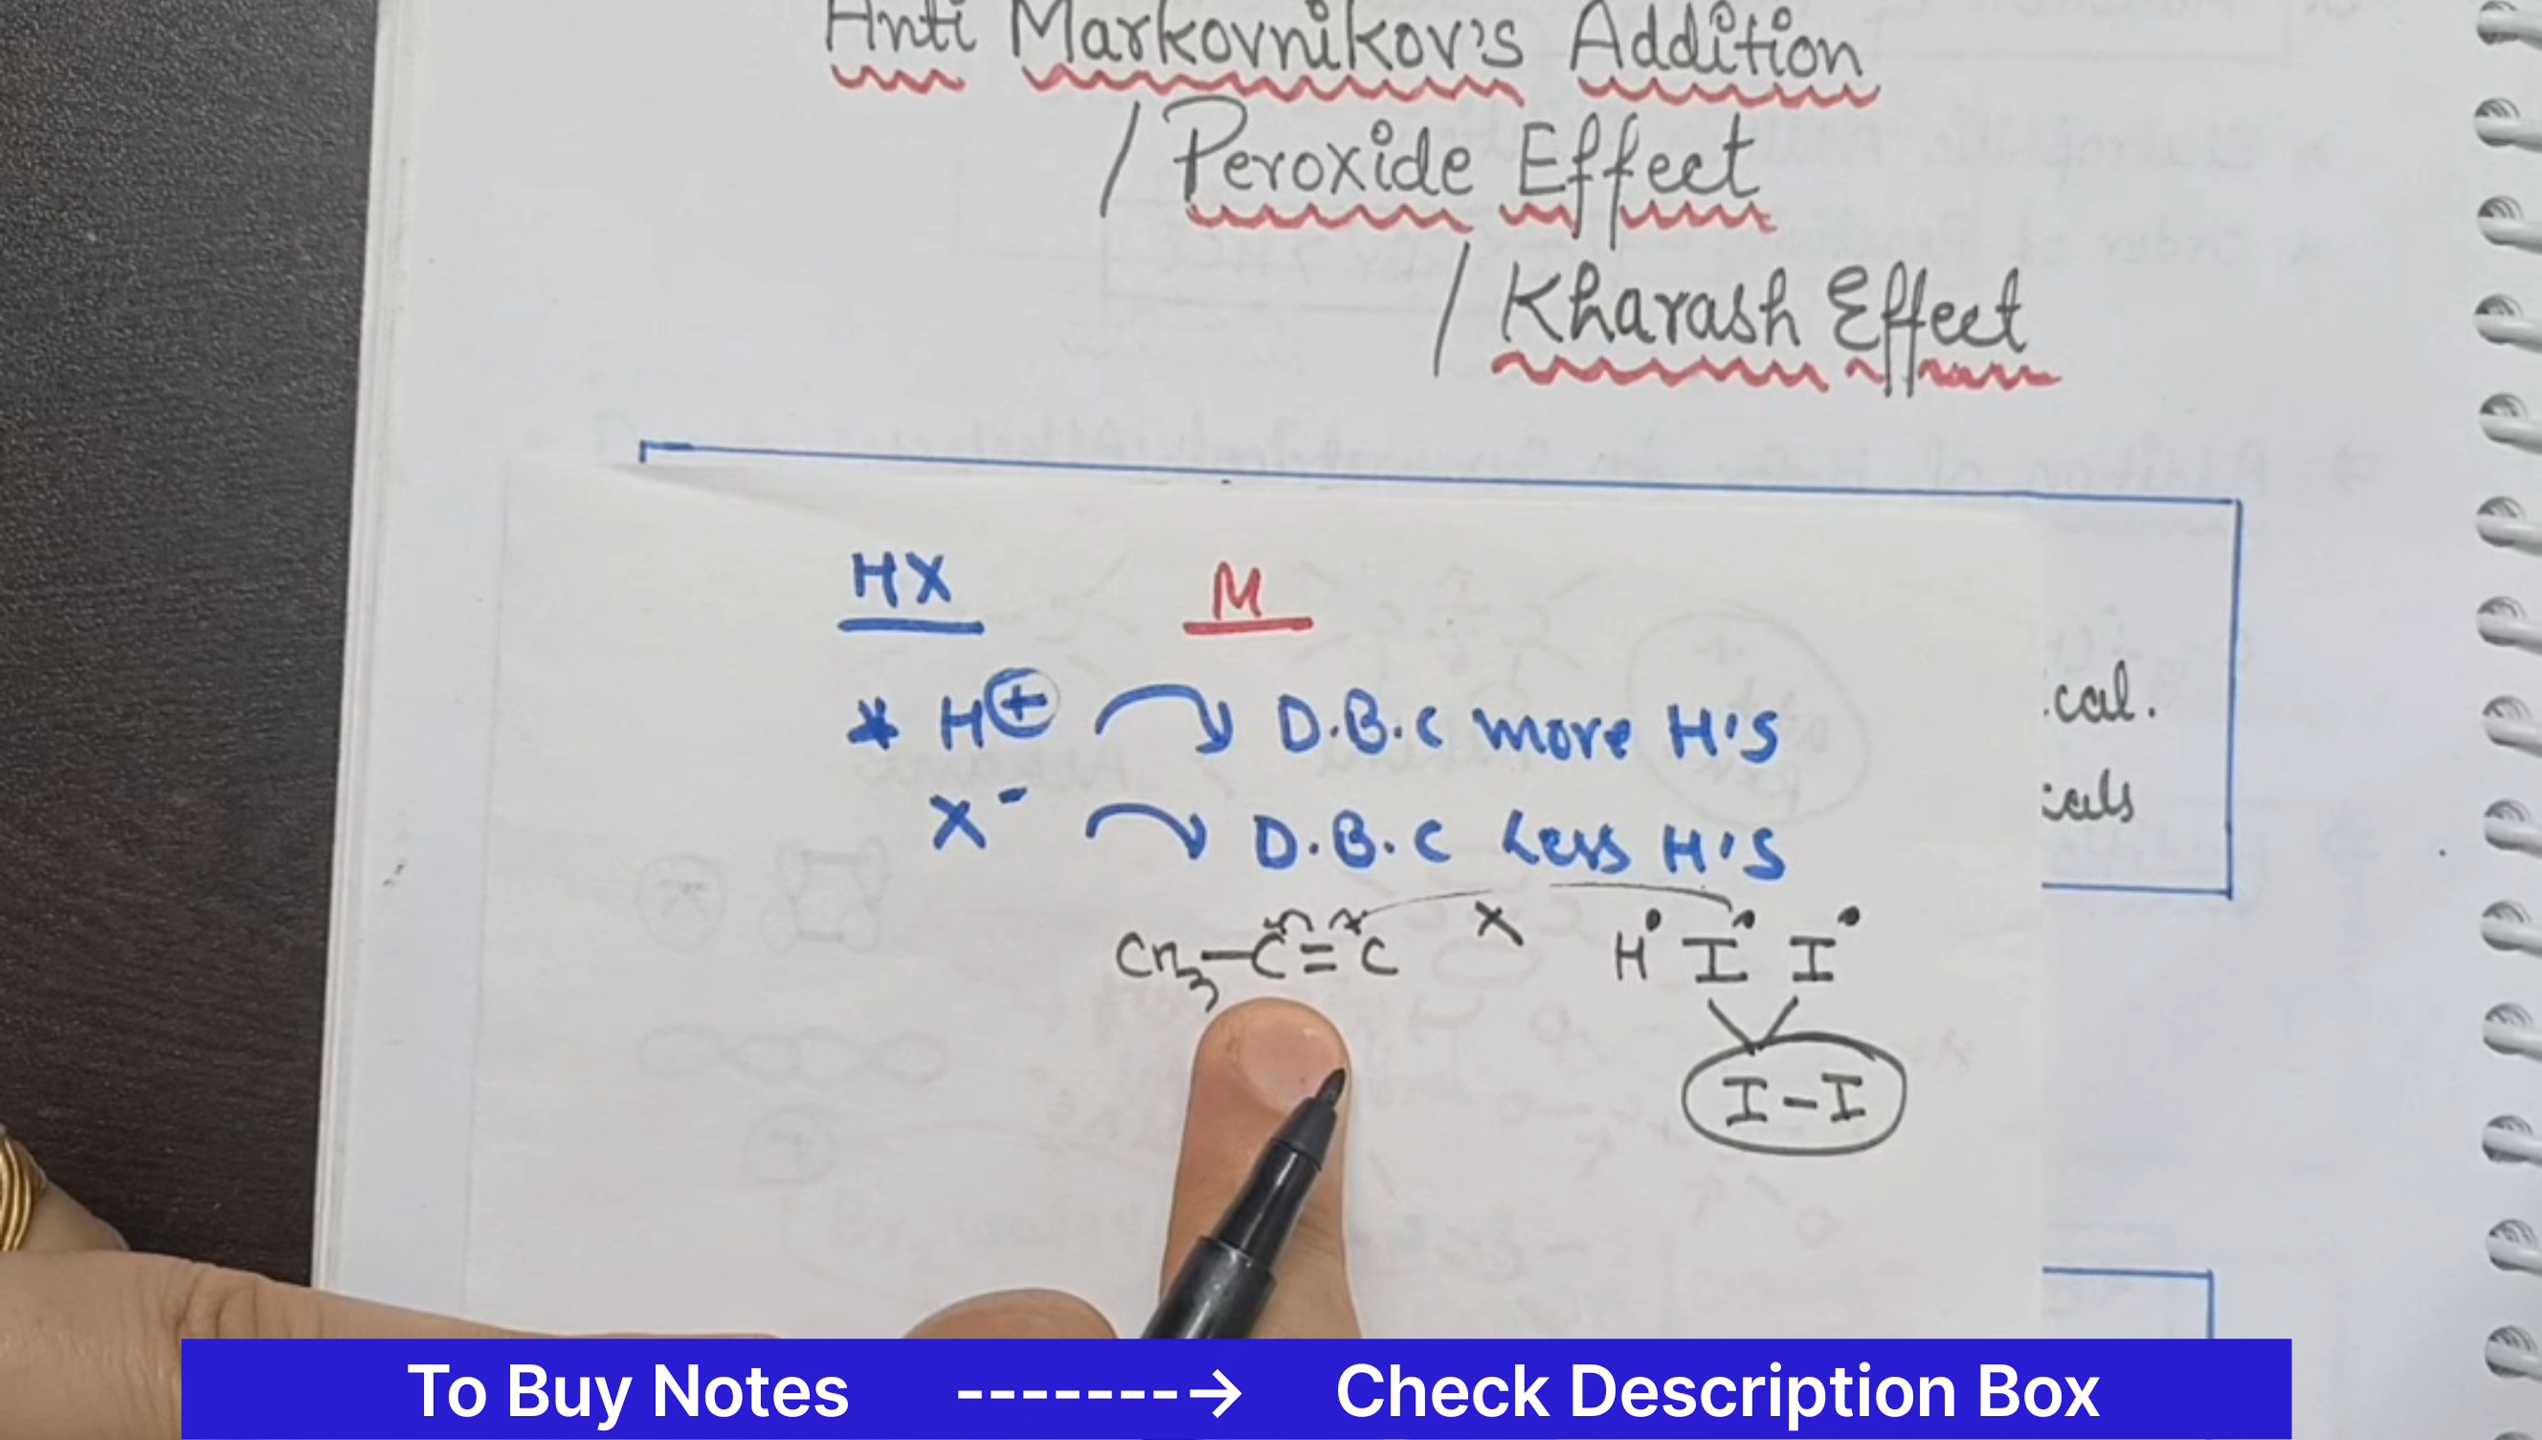 Anti Markovnikov's Addition
/ Peroxide Effect
/ Kharash Effect
HX M
* H⊕ D.B.C more H'S
X⁻ D.B.C Less H'S
cal.
cals
CH₃–C=C X H• I• I•
I–I
To Buy Notes -------→ Check Description Box